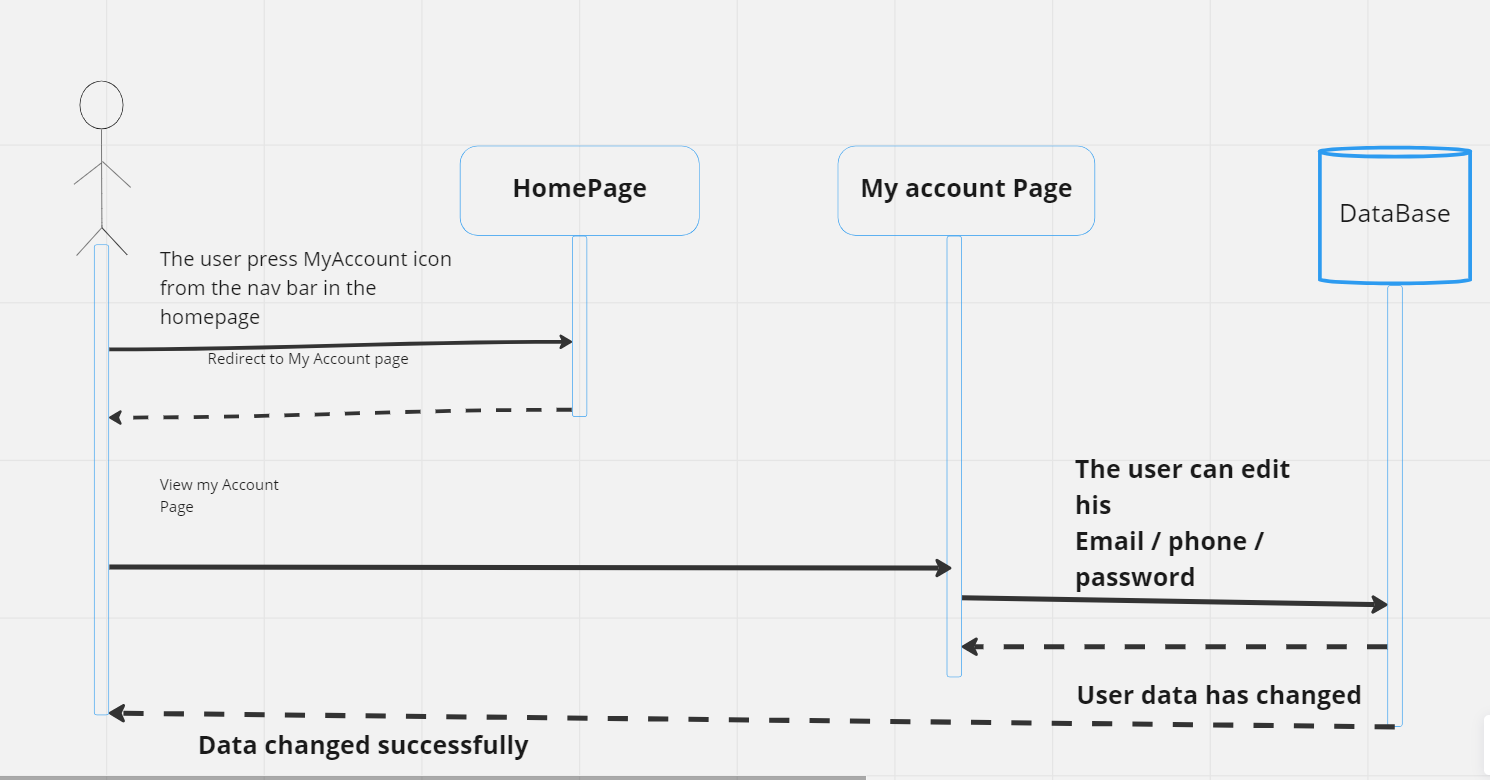 HomePage
My account Page
DataBase
The user press MyAccount icon
from the nav bar in the
homepage
Redirect to My Account page
View my Account
Page
The user can edit
his
Email / phone /
password
User data has changed
Data changed successfully